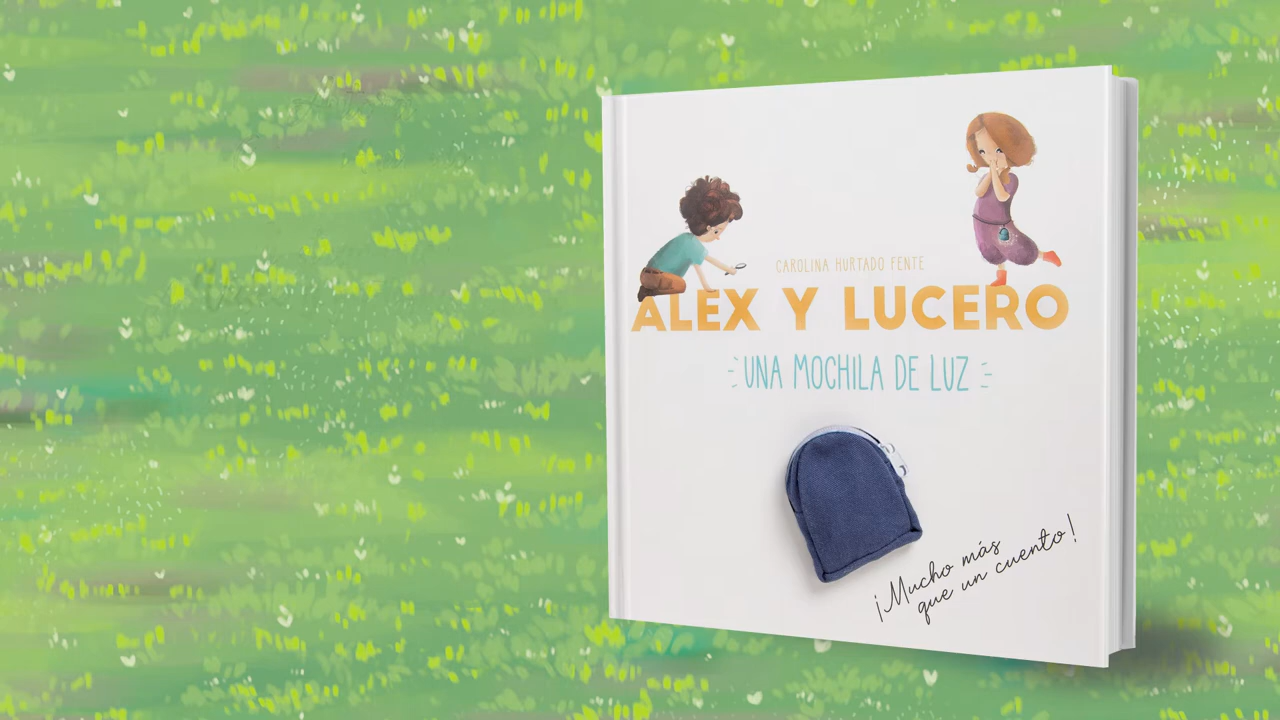 CAROLINA HURTADO FENTE
ALEX Y LUCERO
UNA MOCHILA DE LUZ
¡Mucho más
que un cuento!